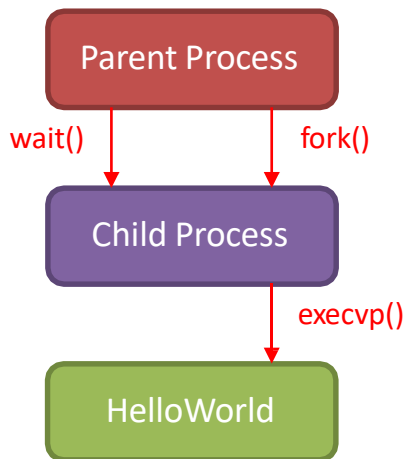 Parent Process
wait()
fork()
Child Process
execvp()
HelloWorld